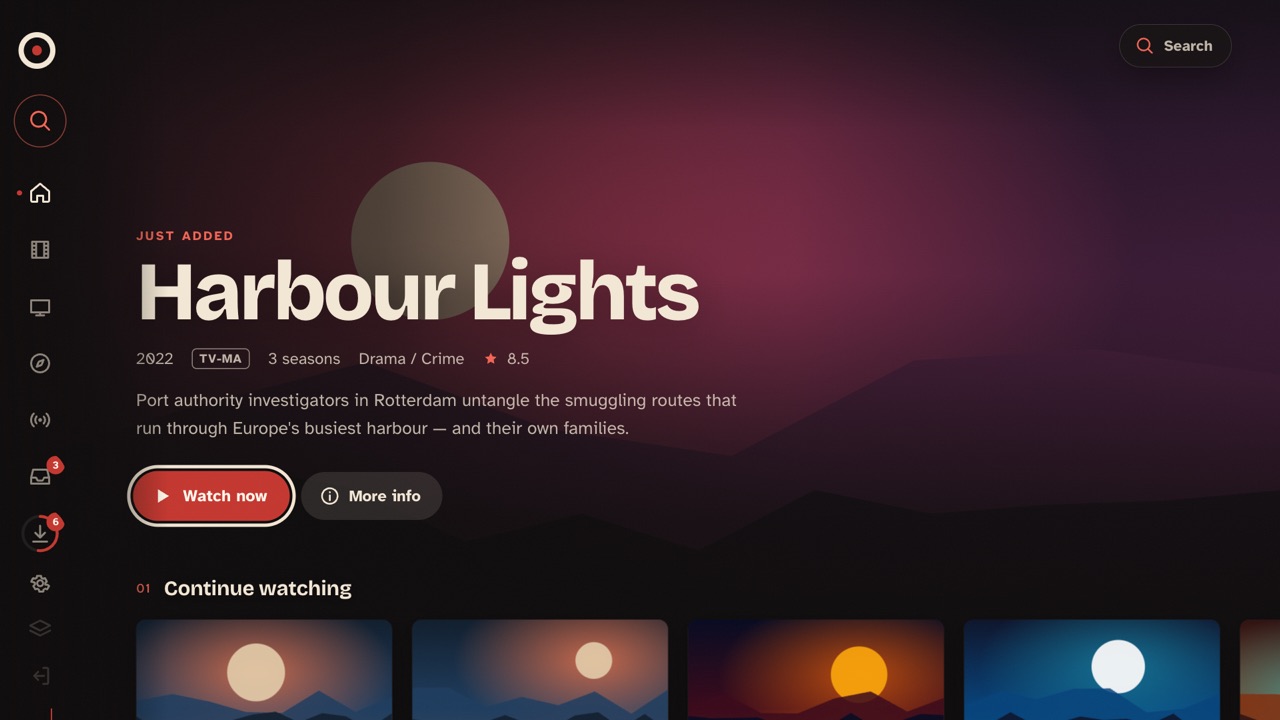 Search
JUST ADDED
Harbour Lights
2022 TV-MA 3 seasons Drama / Crime 8.5
Port authority investigators in Rotterdam untangle the smuggling routes that
run through Europe's busiest harbour — and their own families.
3
Watch now More info
6
01 Continue watching